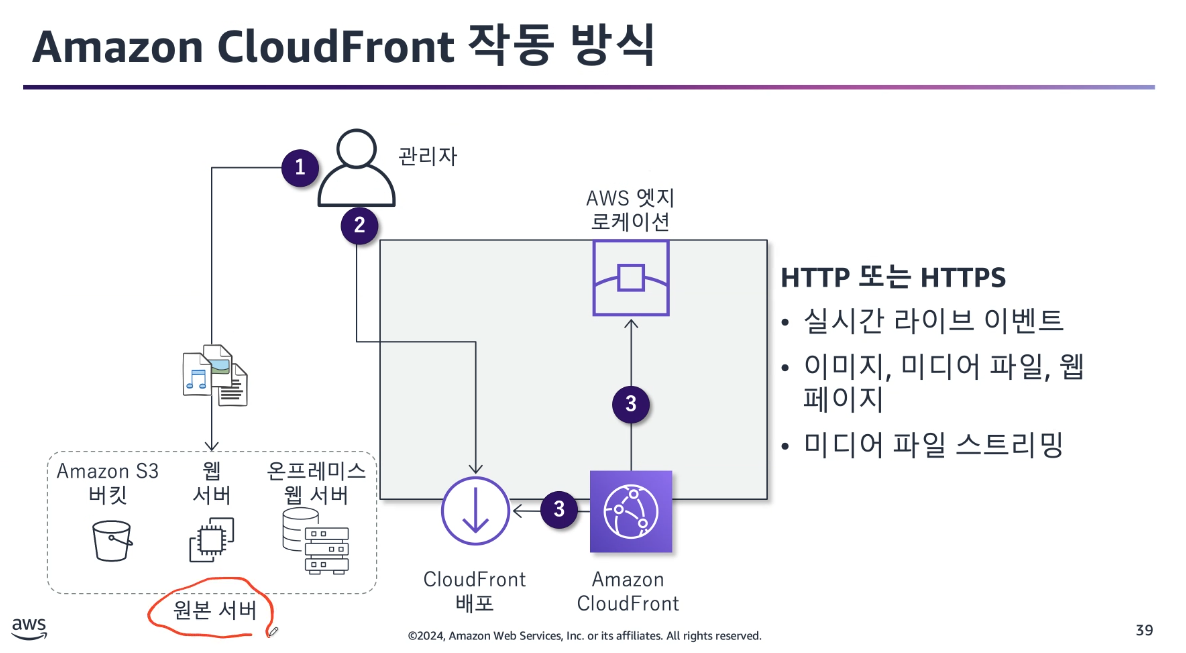 Amazon CloudFront 작동 방식
1
관리자
2
AWS 엣지
로케이션
HTTP 또는 HTTPS
• 실시간 라이브 이벤트
• 이미지, 미디어 파일, 웹
페이지
• 미디어 파일 스트리밍
3
Amazon S3
버킷
웹
서버
온프레미스
웹 서버
3
CloudFront
배포
Amazon
CloudFront
원본 서버
aws
©2024, Amazon Web Services, Inc. or its affiliates. All rights reserved.
39